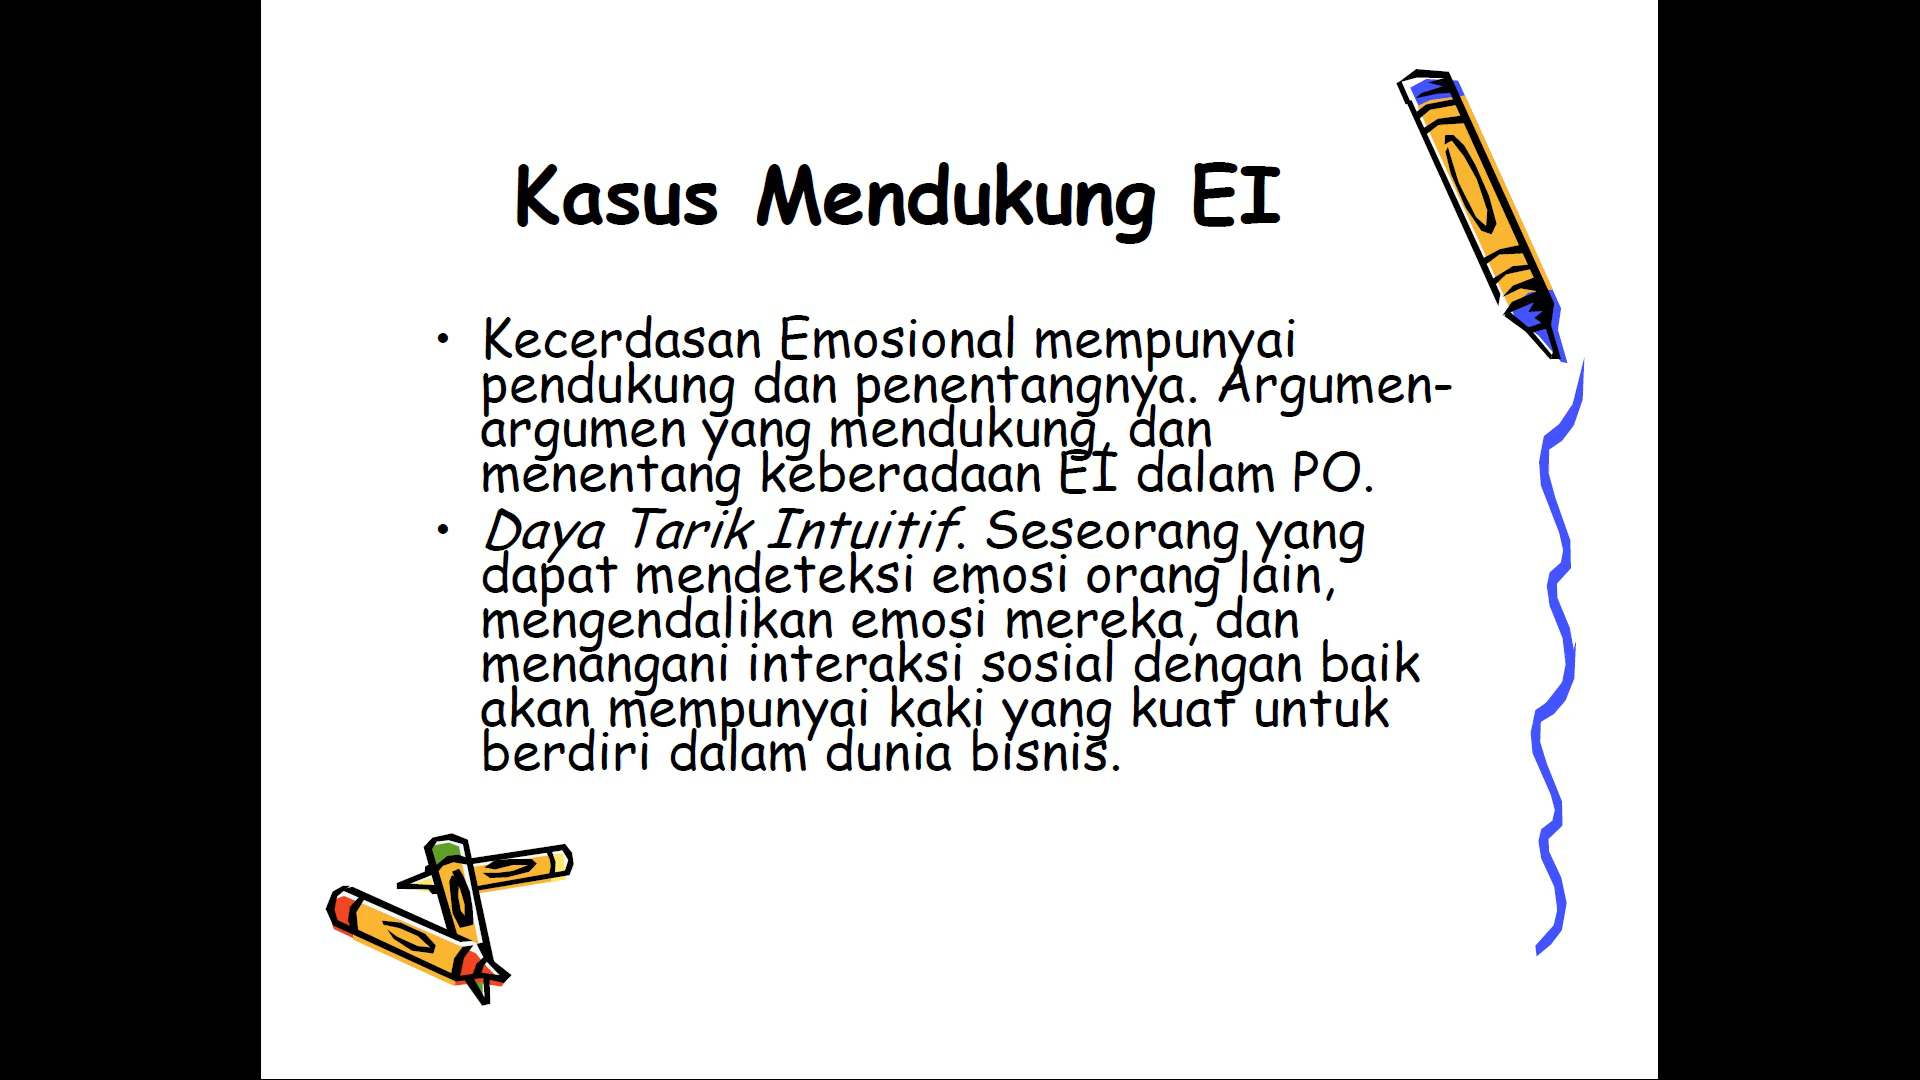 Kasus Mendukung EI
• Kecerdasan Emosional mempunyai
pendukung dan penentangnya. Argumen-
argumen yang mendukung, dan
menentang keberadaan EI dalam PO.
• Daya Tarik Intuitif. Seseorang yang
dapat mendeteksi emosi orang lain,
mengendalikan emosi mereka, dan
menangani interaksi sosial dengan baik
akan mempunyai kaki yang kuat untuk
berdiri dalam dunia bisnis.